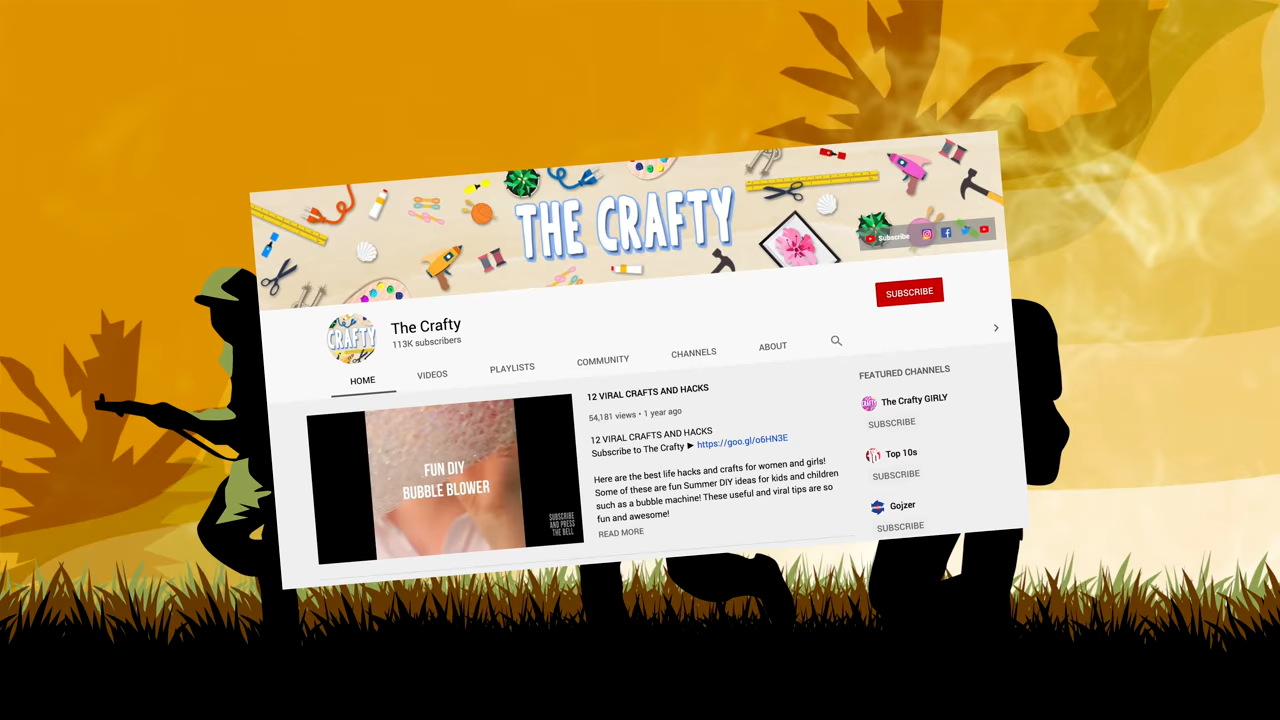 THE CRAFTY
Subscribe
CRAFTY
The Crafty
113K subscribers
SUBSCRIBE
HOME
VIDEOS
PLAYLISTS
COMMUNITY
CHANNELS
ABOUT
FUN DIY
BUBBLE BLOWER
SUBSCRIBE
AND PRESS
THE BELL
12 VIRAL CRAFTS AND HACKS
54,181 views • 1 year ago
12 VIRAL CRAFTS AND HACKS
Subscribe to The Crafty ▶ https://goo.gl/o6HN3E
Here are the best life hacks and crafts for women and girls!
Some of these are fun Summer DIY ideas for kids and children
such as a bubble machine! These useful and viral tips are so
fun and awesome!
READ MORE
FEATURED CHANNELS
The Crafty GIRLY
SUBSCRIBE
Top 10s
SUBSCRIBE
Gojzer
SUBSCRIBE